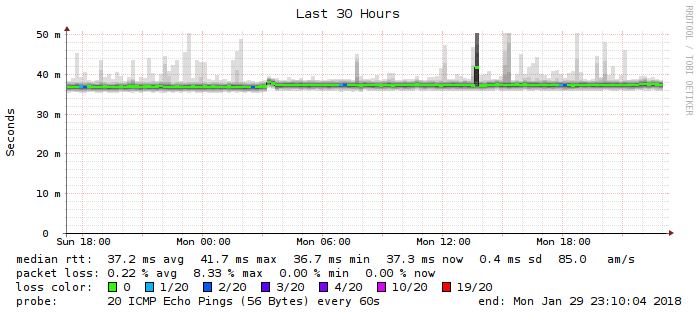 Last 30 Hours
RRDTOOL / TOBI OETIKER
Seconds
50 m
40 m
30 m
20 m
10 m
0
Sun 18:00 Mon 00:00 Mon 06:00 Mon 12:00 Mon 18:00
median rtt: 37.2 ms avg 41.7 ms max 36.7 ms min 37.3 ms now 0.4 ms sd 85.0 am/s
packet loss: 0.22 % avg 8.33 % max 0.00 % min 0.00 % now
loss color: 0 1/20 2/20 3/20 4/20 10/20 19/20
probe: 20 ICMP Echo Pings (56 Bytes) every 60s end: Mon Jan 29 23:10:04 2018